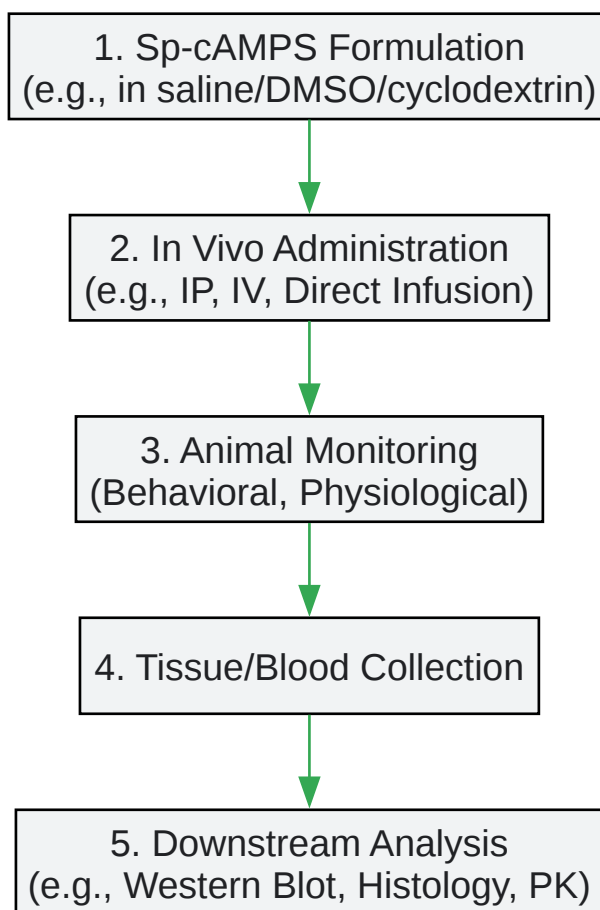 1. Sp-cAMPS Formulation
(e.g., in saline/DMSO/cyclodextrin)
2. In Vivo Administration
(e.g., IP, IV, Direct Infusion)
3. Animal Monitoring
(Behavioral, Physiological)
4. Tissue/Blood Collection
5. Downstream Analysis
(e.g., Western Blot, Histology, PK)